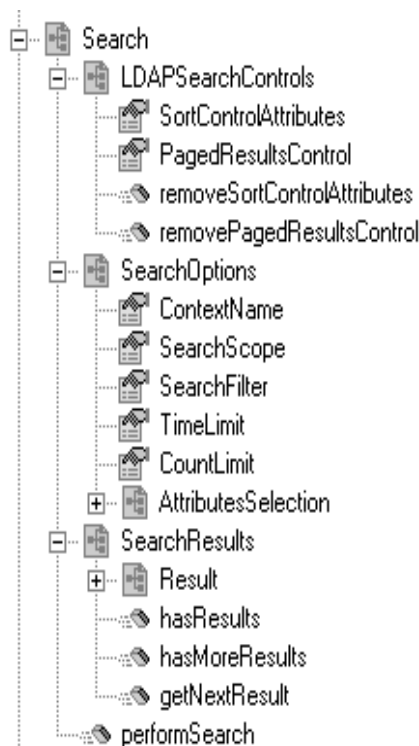 Search
LDAPSearchControls
SortControlAttributes
PagedResultsControl
removeSortControlAttributes
removePagedResultsControl
SearchOptions
ContextName
SearchScope
SearchFilter
TimeLimit
CountLimit
AttributesSelection
SearchResults
Result
hasResults
hasMoreResults
getNextResult
performSearch